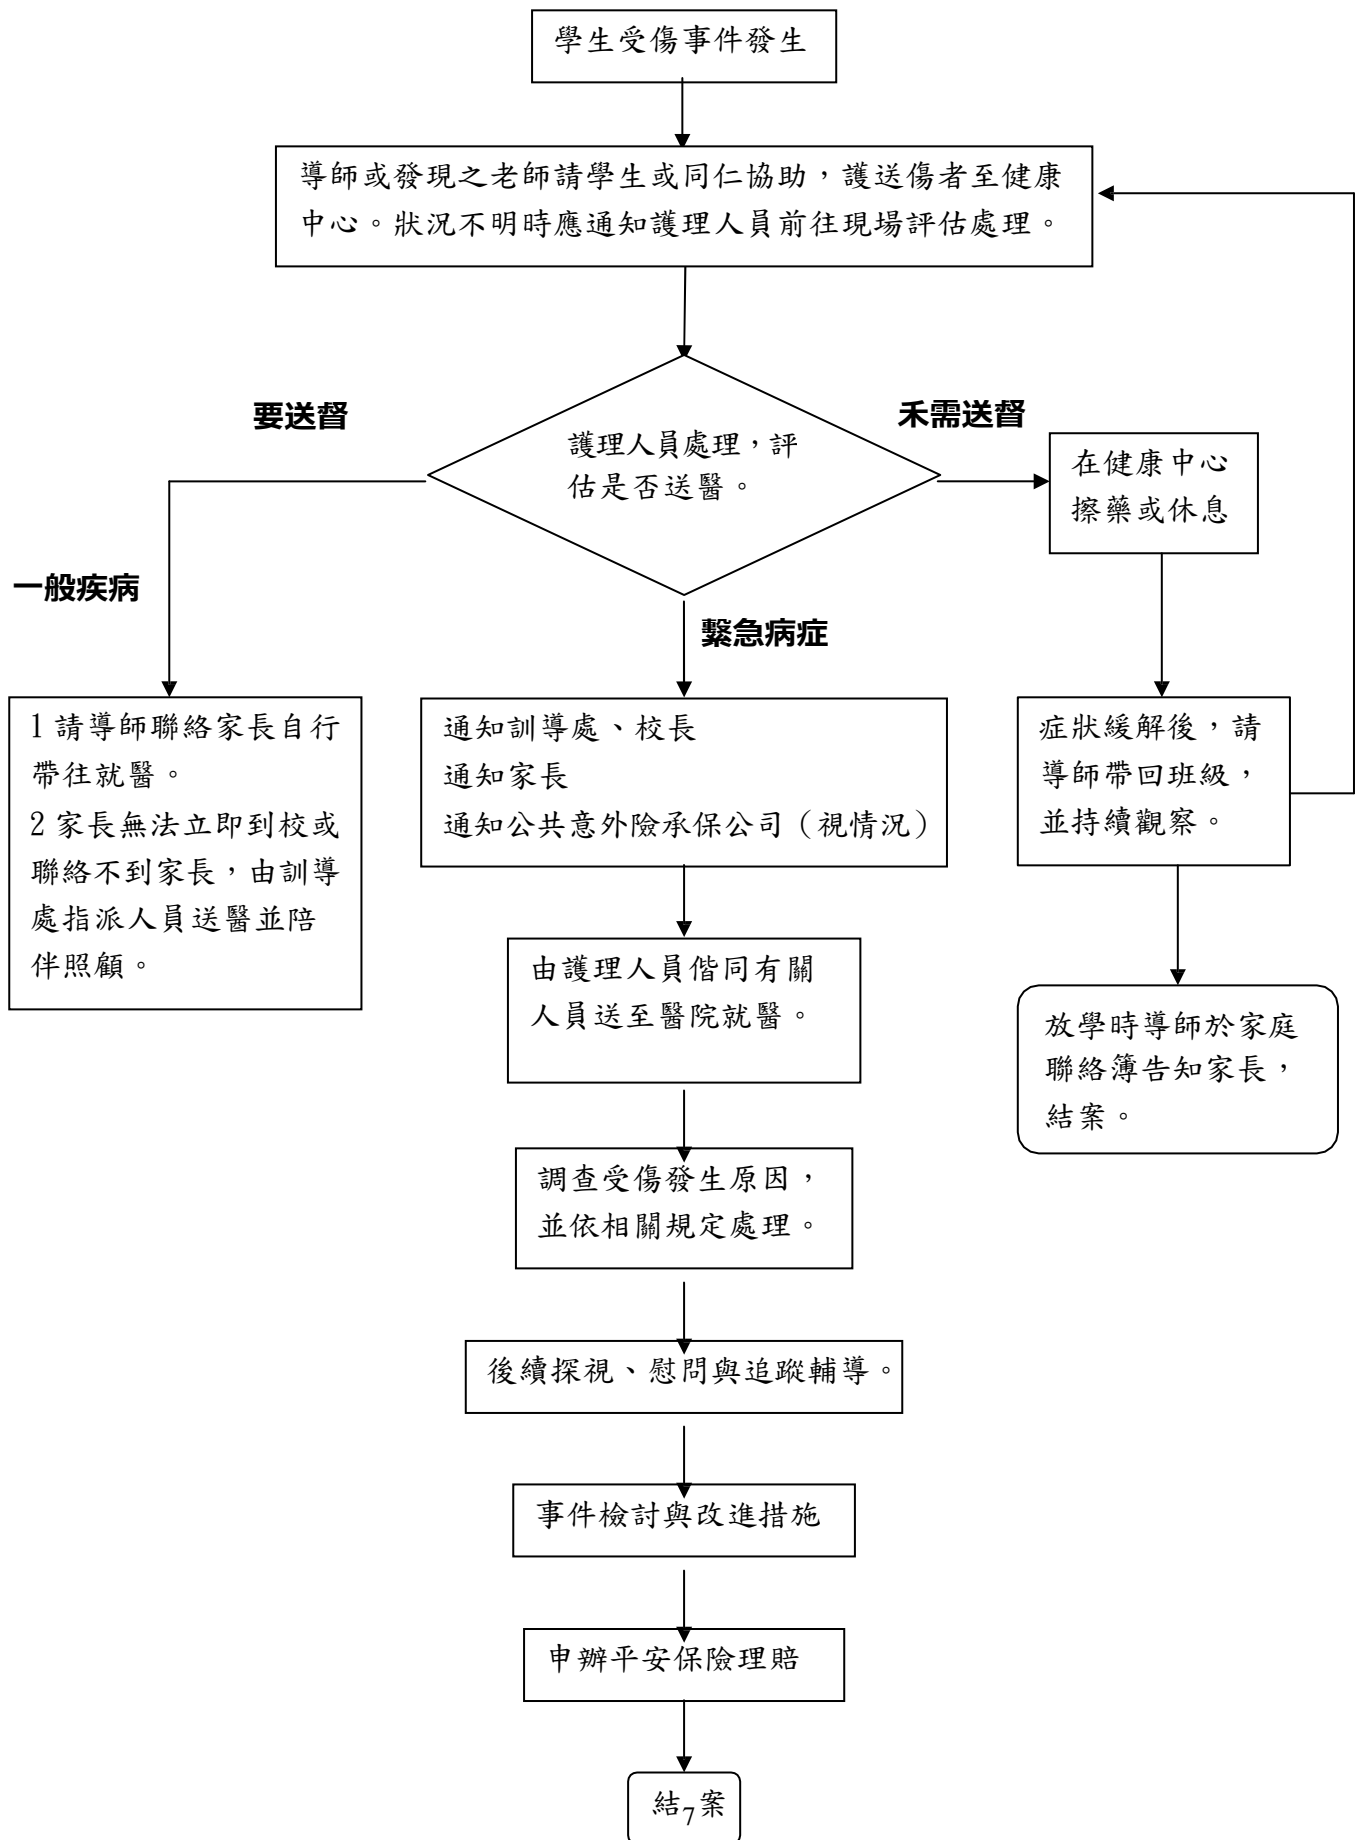 學生受傷事件發生
導師或發現之老師請學生或同仁協助，護送傷者至健康
中心。狀況不明時應通知護理人員前往現場評估處理。
要送督
禾需送督
護理人員處理，評
估是否送醫。
在健康中心
擦藥或休息
一般疾病
繄急病症
1 請導師聯絡家長自行
帶往就醫。
2 家長無法立即到校或
聯絡不到家長，由訓導
處指派人員送醫並陪
伴照顧。
通知訓導處、校長
通知家長
通知公共意外險承保公司（視情況）
症狀緩解後，請
導師帶回班級，
並持續觀察。
由護理人員偕同有關
人員送至醫院就醫。
放學時導師於家庭
聯絡簿告知家長，
結案。
調查受傷發生原因，
並依相關規定處理。
後續探視、慰問與追蹤輔導。
事件檢討與改進措施
申辦平安保險理賠
結案
7